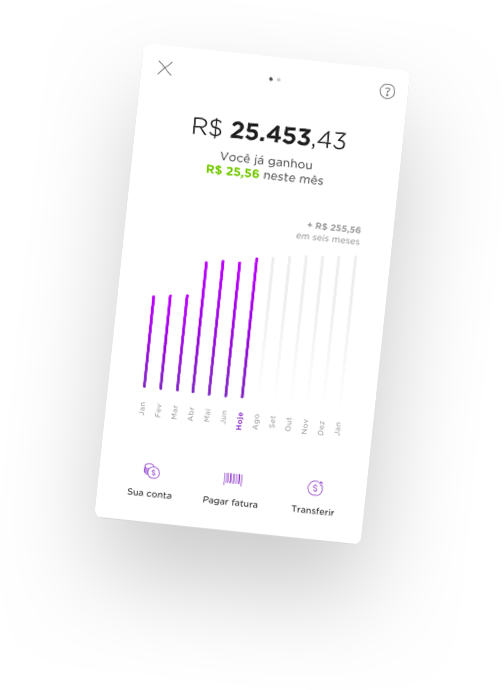 R$ 25.453,43
Você já ganhou
R$ 25,56 neste mês
+ R$ 255,56
em seis meses
Jan
Fev
Mar
Abr
Mai
Jun
Hoje
Ago
Set
Out
Nov
Dez
Jan
Sua conta
Pagar fatura
Transferir